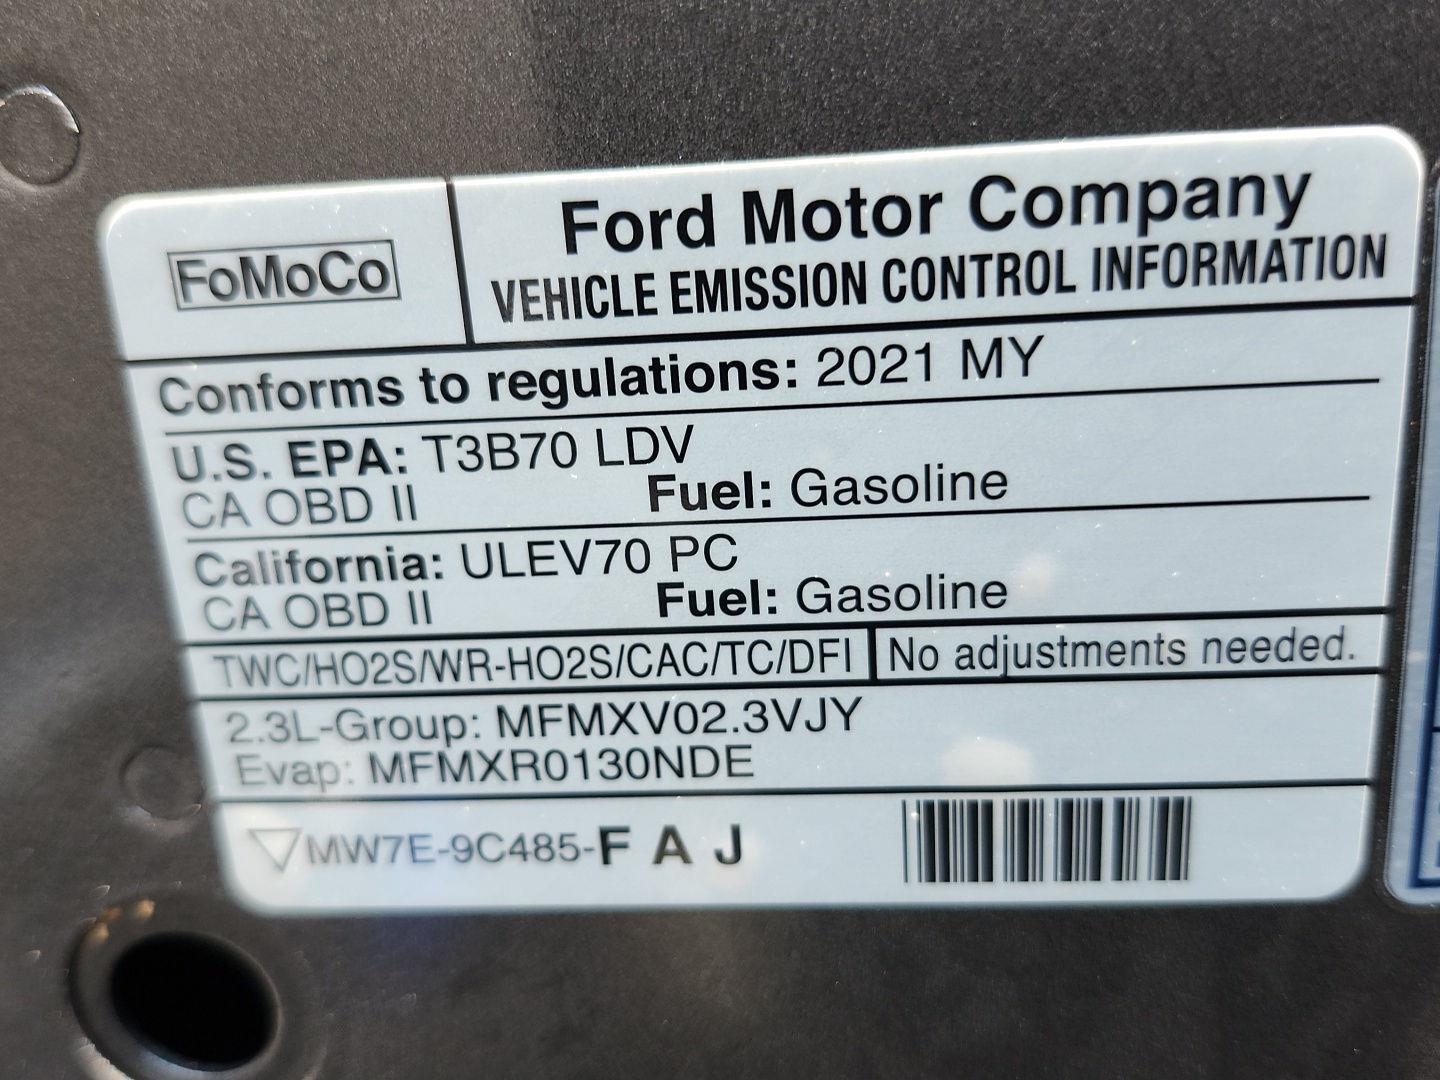 FoMoCo
Ford Motor Company
VEHICLE EMISSION CONTROL INFORMATION
Conforms to regulations: 2021 MY
U.S. EPA: T3B70 LDV
CA OBD II Fuel: Gasoline
California: ULEV70 PC
CA OBD II Fuel: Gasoline
TWC/HO2S/WR-HO2S/CAC/TC/DFI No adjustments needed.
2.3L-Group: MFMXV02.3VJY
Evap: MFMXR0130NDE
MW7E-9C485-F A J